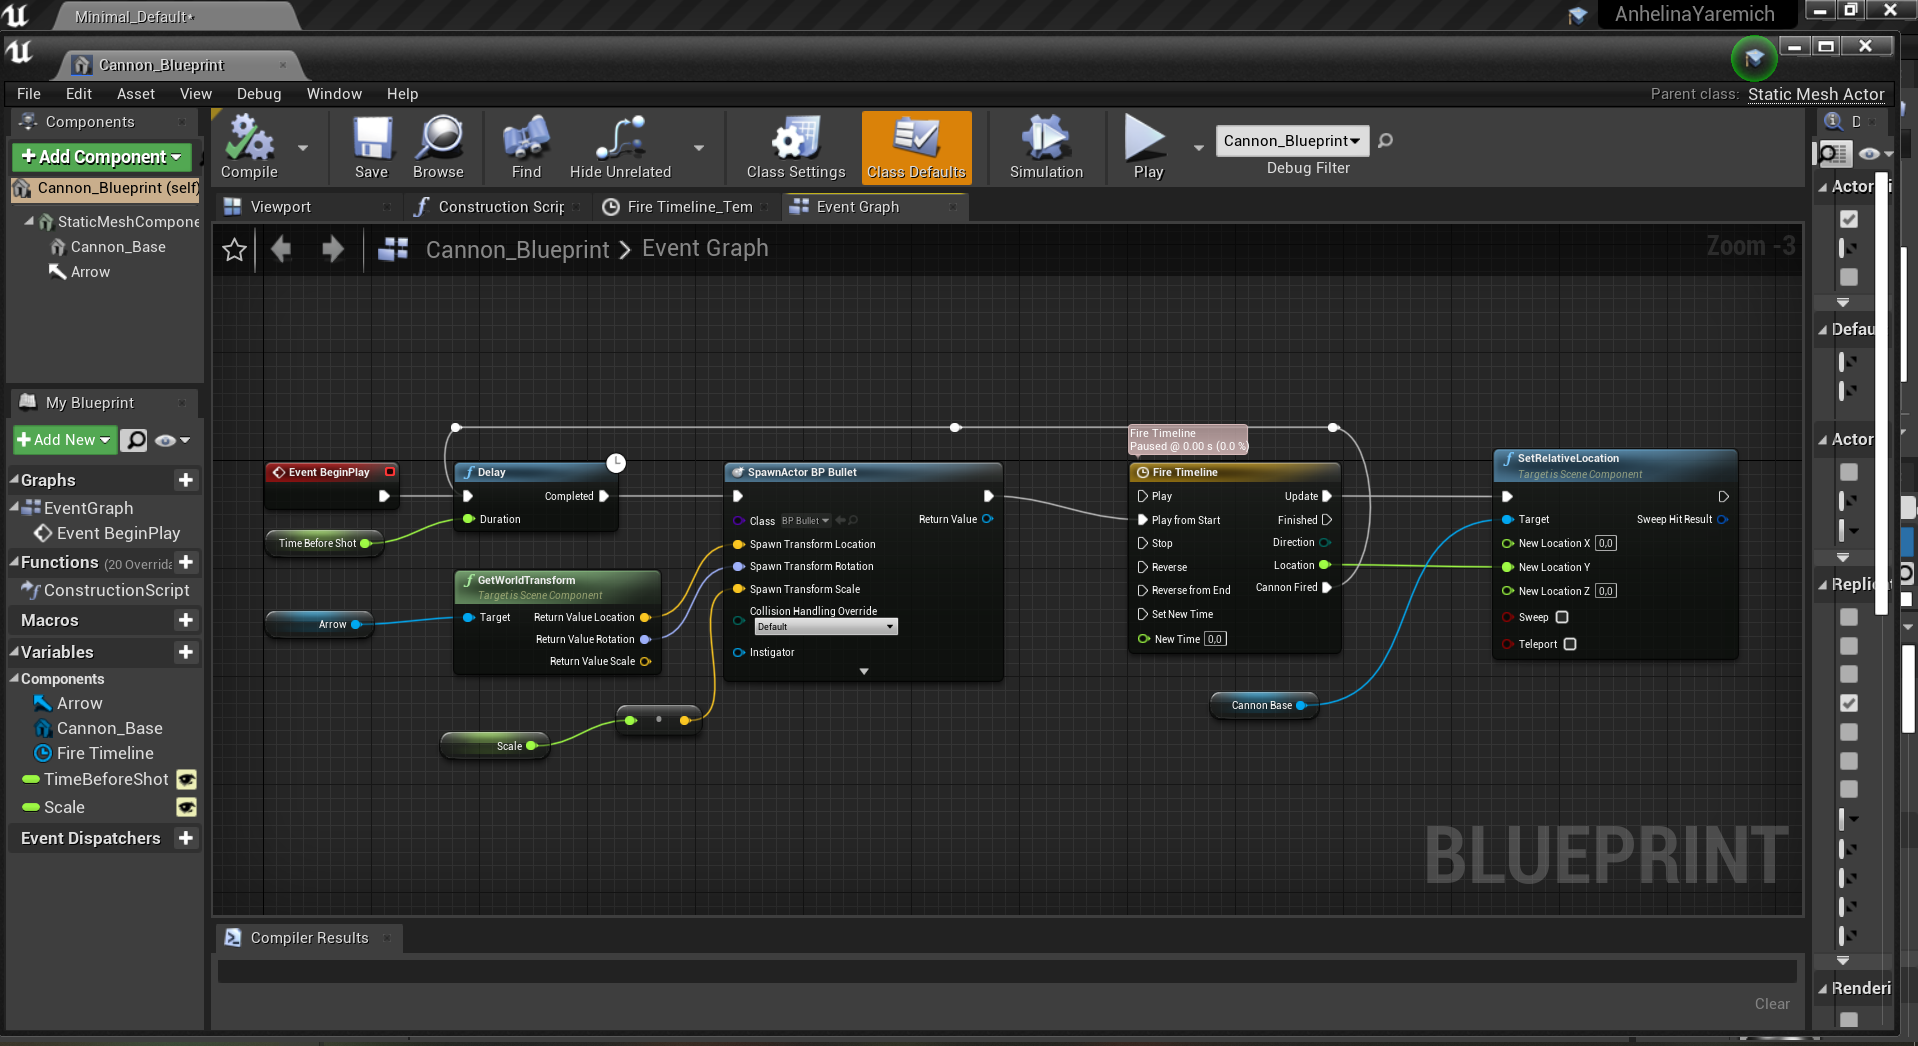 Minimal_Default*
AnhelinaYaremich
Cannon_Blueprint
File Edit Asset View Debug Window Help
Parent class: Static Mesh Actor
Components
+Add Component
Cannon_Blueprint (self)
StaticMeshCompone
Cannon_Base
Arrow
Compile
Save
Browse
Find
Hide Unrelated
Class Settings
Class Defaults
Simulation
Play
Cannon_Blueprint
Debug Filter
Viewport
Construction Scrip
Fire Timeline_Tem
Event Graph
Cannon_Blueprint > Event Graph
Zoom -3
My Blueprint
+Add New
Graphs
EventGraph
Event BeginPlay
Functions (20 Overrida
ConstructionScript
Macros
Variables
Components
Arrow
Cannon_Base
Fire Timeline
TimeBeforeShot
Scale
Event Dispatchers
Event BeginPlay
Time Before Shot
Delay
Completed
Duration
GetWorldTransform
Target is Scene Component
Target
Return Value Location
Return Value Rotation
Return Value Scale
Arrow
Scale
SpawnActor BP Bullet
Class BP Bullet
Return Value
Spawn Transform Location
Spawn Transform Rotation
Spawn Transform Scale
Collision Handling Override
Default
Instigator
Fire Timeline
Paused @ 0.00 s (0.0 %)
Fire Timeline
Play
Update
Play from Start
Finished
Stop
Direction
Reverse
Location
Reverse from End
Cannon Fired
Set New Time
New Time 0,0
Cannon Base
SetRelativeLocation
Target is Scene Component
Target
Sweep Hit Result
New Location X 0,0
New Location Y
New Location Z 0,0
Sweep
Teleport
BLUEPRINT
Compiler Results
Clear
D
Actor
Defau
Actor
Replic
Renderi